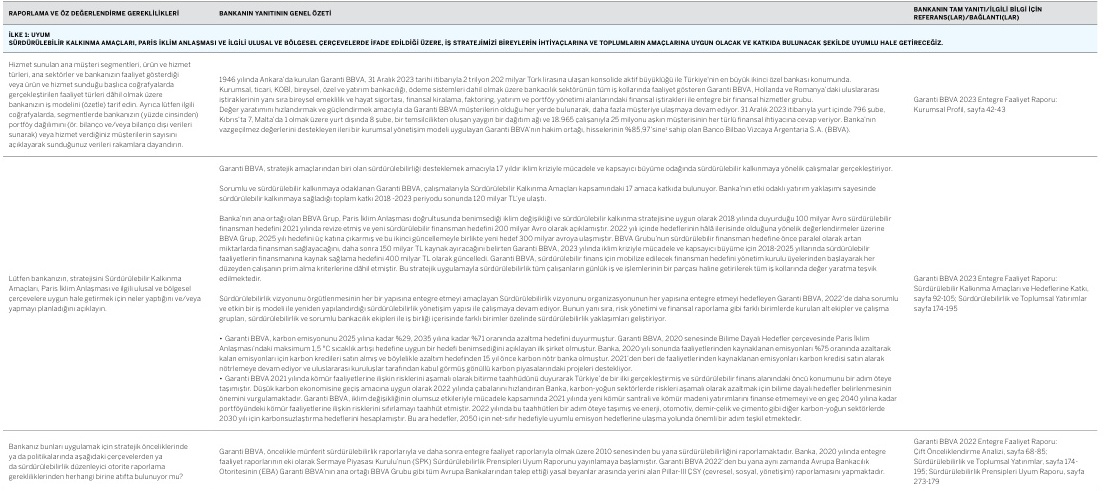 RAPORLAMA VE ÖZ DEĞERLENDİRME GEREKLİLİKLERİ
BANKANIN YANITININ GENEL ÖZETİ
BANKANIN TAM YANITI/İLGİLİ BİLGİ İÇİN
REFERANS(LAR)/BAĞLANTI(LAR)
İLKE 1: UYUM
SÜRDÜRÜLEBİLİR KALKINMA AMAÇLARI, PARİS İKLİM ANLAŞMASI VE İLGİLİ ULUSAL VE BÖLGESEL ÇERÇEVELERDE İFADE EDİLDİĞİ ÜZERE, İŞ STRATEJİMİZİ BİREYLERİN İHTİYAÇLARINA VE TOPLUMLARIN AMAÇLARINA UYGUN OLACAK VE KATKIDA BULUNACAK ŞEKİLDE UYUMLU HALE GETİRECEĞİZ.
Hizmet sunulan ana müşteri segmentleri, ürün ve hizmet
türleri, ana sektörler ve bankanızın faaliyet gösterdiği
veya ürün ve hizmet sunduğu başlıca coğrafyalarda
gerçekleştirilen faaliyet türleri dâhil olmak üzere
bankanızın iş modelini (özetle) tarif edin. Ayrıca lütfen ilgili
coğrafyalarda, segmentlerde bankanızın (yüzde cinsinden)
portföy dağılımını (ör. bilanço ve/veya bilanço dışı verileri
sunarak) veya hizmet verdiğiniz müşterilerin sayısını
açıklayarak sunduğunuz verileri rakamlara dayandırın.
1946 yılında Ankara'da kurulan Garanti BBVA, 31 Aralık 2023 tarihi itibarıyla 2 trilyon 202 milyar Türk lirasına ulaşan konsolide aktif büyüklüğü ile Türkiye'nin en büyük ikinci özel bankası konumunda.
Kurumsal, ticari, KOBİ, bireysel, özel ve yatırım bankacılığı, ödeme sistemleri dahil olmak üzere bankacılık sektörünün tüm iş kollarında faaliyet gösteren Garanti BBVA, Hollanda ve Romanya'daki uluslararası
iştiraklerinin yanı sıra bireysel emeklilik ve hayat sigortası, finansal kiralama, faktoring, yatırım ve portföy yönetimi alanlarındaki finansal iştirakleri ile entegre bir finansal hizmetler grubu.
Değer yaratımını hızlandırmak ve güçlendirmek amacıyla da Garanti BBVA müşterilerin olduğu her yerde bulunarak, daha fazla müşteriye ulaşmaya devam ediyor. 31 Aralık 2023 itibarıyla yurt içinde 796 şube,
Kıbrıs'ta 7, Malta'da 1 olmak üzere yurt dışında 8 şube, bir temsilcilikten oluşan yaygın bir dağıtım ağı ve 18.965 çalışanıyla 25 milyonu aşkın müşterisinin her türlü finansal ihtiyacına cevap veriyor. Banka'nın
vazgeçilmez değerlerini destekleyen ileri bir kurumsal yönetişim modeli uygulayan Garanti BBVA'nın hakim ortağı, hisselerinin %85,97'sine¹ sahip olan Banco Bilbao Vizcaya Argentaria S.A. (BBVA).
Garanti BBVA 2023 Entegre Faaliyet Raporu:
Kurumsal Profil, sayfa 42-43
Lütfen bankanızın, stratejisini Sürdürülebilir Kalkınma
Amaçları, Paris İklim Anlaşması ve ilgili ulusal ve bölgesel
çerçevelere uygun hale getirmek için neler yaptığını ve/veya
yapmayı planladığını açıklayın.
Garanti BBVA, stratejik amaçlarından biri olan sürdürülebilirliği desteklemek amacıyla 17 yıldır iklim kriziyle mücadele ve kapsayıcı büyüme odağında sürdürülebilir kalkınmaya yönelik çalışmalar gerçekleştiriyor.
Sorumlu ve sürdürülebilir kalkınmaya odaklanan Garanti BBVA, çalışmalarıyla Sürdürülebilir Kalkınma Amaçları kapsamındaki 17 amaca katkıda bulunuyor. Banka'nın etki odaklı yatırım yaklaşımı sayesinde
sürdürülebilir kalkınmaya sağladığı toplam katkı 2018-2023 periyodu sonunda 120 milyar TL'ye ulaştı.
Banka'nın ana ortağı olan BBVA Grup, Paris İklim Anlaşması doğrultusunda benimsediği iklim değişikliği ve sürdürülebilir kalkınma stratejisine uygun olarak 2018 yılında duyurduğu 100 milyar Avro sürdürülebilir
finansman hedefini 2021 yılında revize etmiş ve yeni sürdürülebilir finansman hedefini 200 milyar Avro olarak açıklamıştır. 2022 yılı içinde hedeflerinin hâlâ ilerisinde olduğuna yönelik değerlendirmeler üzerine
BBVA Grup, 2025 yılı hedefini üç katına çıkarmış ve bu ikinci güncellemeyle birlikte yeni hedef 300 milyar avroya ulaşmıştır. BBVA Grubu'nun sürdürülebilir finansman hedefine önce paralel olarak artan
miktarlarda finansman sağlayacağını, daha sonra 150 milyar TL kaynak ayıracağını belirten Garanti BBVA, 2023 yılında iklim kriziyle mücadele ve kapsayıcı büyüme için 2018-2025 yıllarında sürdürülebilir
faaliyetlerin finansmanına kaynak sağlama hedefini 400 milyar TL olarak güncelledi. Garanti BBVA, sürdürülebilir finans için mobilize edilecek finansman hedefini yönetim kurulu üyelerinden başlayarak her
düzeyden çalışanın prim alma kriterlerine dâhil etmiştir. Bu stratejik uygulamayla sürdürülebilirlik tüm çalışanların günlük iş ve işlemlerinin bir parçası haline getirilerek tüm iş kollarında değer yaratma teşvik
edilmektedir.
Sürdürülebilirlik vizyonunu örgütlenmesinin her bir yapısına entegre etmeyi amaçlayan Sürdürülebilirlik vizyonunu organizasyonunun her yapısına entegre etmeyi hedefleyen Garanti BBVA, 2022'de daha sorumlu
ve etkin bir iş modeli ile yeniden yapılandırdığı sürdürülebilirlik yönetişim yapısı ile çalışmaya devam ediyor. Bunun yanı sıra, risk yönetimi ve finansal raporlama gibi farklı birimlerde kurulan alt ekipler ve çalışma
grupları, sürdürülebilirlik ve sorumlu bankacılık ekipleri ile iş birliği içerisinde farklı birimler özelinde sürdürülebilirlik yaklaşımları geliştiriyor.
• Garanti BBVA, karbon emisyonunu 2025 yılına kadar %29, 2035 yılına kadar %71 oranında azaltma hedefini duyurmuştur. Garanti BBVA, 2020 senesinde Bilime Dayalı Hedefler çerçevesinde Paris İklim
Anlaşması'ndaki maksimum 1,5 °C sıcaklık artışı hedefine uygun bir hedefi benimsediğini açıklayan ilk şirket olmuştur. Banka, 2020 yılı sonunda faaliyetlerinden kaynaklanan emisyonları %75 oranında azaltarak
kalan emisyonları için karbon kredileri satın almış ve böylelikle azaltım hedefinden 15 yıl önce karbon nötr banka olmuştur. 2021'den beri de faaliyetlerinden kaynaklanan emisyonları karbon kredisi satın alarak
nötrlemeye devam ediyor ve uluslararası kuruluşlar tarafından kabul görmüş gönüllü karbon piyasalarındaki projeleri destekliyor.
• Garanti BBVA 2021 yılında kömür faaliyetlerine ilişkin risklerini aşamalı olarak bitirme taahhüdünü duyurarak Türkiye'de bir ilki gerçekleştirmiş ve sürdürülebilir finans alanındaki öncü konumunu bir adım öteye
taşımıştır. Düşük karbon ekonomisine geçiş amacına uygun olarak 2022 yılında çabalarını hızlandıran Banka, karbon-yoğun sektörlerde riskleri aşamalı olarak azaltmak için bilime dayalı hedefler belirlenmesinin
önemini vurgulamaktadır. Garanti BBVA, iklim değişikliğinin olumsuz etkileriyle mücadele kapsamında 2021 yılında yeni kömür santrali ve kömür madeni yatırımlarını finanse etmemeyi ve en geç 2040 yılına kadar
portföyündeki kömür faaliyetlerine ilişkin risklerini sıfırlamayı taahhüt etmiştir. 2022 yılında bu taahhütleri bir adım öteye taşımış ve enerji, otomotiv, demir-çelik ve çimento gibi diğer karbon-yoğun sektörlerde
2030 yılı için karbonsuzlaştırma hedeflerini hesaplamıştır. Bu ara hedefler, 2050 için net-sıfır hedefiyle uyumlu emisyon hedeflerine ulaşma yolunda önemli bir adım teşkil etmektedir.
Garanti BBVA 2023 Entegre Faaliyet Raporu:
Sürdürülebilir Kalkınma Amaçları ve Hedeflerine Katkı,
sayfa 92-105; Sürdürülebilirlik ve Toplumsal Yatırımlar
sayfa 174-195
Bankanız bunları uygulamak için stratejik önceliklerinde
ya da politikalarında aşağıdaki çerçevelerden ya
da sürdürülebilirlik düzenleyici otorite raporlama
gerekliliklerinden herhangi birine atıfta bulunuyor mu?
Garanti BBVA, öncelikle münferit sürdürülebilirlik raporlarıyla ve daha sonra entegre faaliyet raporlarıyla olmak üzere 2010 senesinden bu yana sürdürülebilirliğini raporlamaktadır. Banka, 2020 yılında entegre
faaliyet raporlarının eki olarak Sermaye Piyasası Kurulu'nun (SPK) Sürdürülebilirlik Prensipleri Uyum Raporunu yayınlamaya başlamıştır. Garanti BBVA 2022'den bu yana aynı zamanda Avrupa Bankacılık
Otoritesinin (EBA) Garanti BBVA'nın ana ortağı BBVA Grubu gibi tüm Avrupa Bankalarından talep ettiği yasal beyanlar arasında yerini alan Pillar-III ÇSY (çevresel, sosyal, yönetişim) raporlamasını yapmaktadır.
Garanti BBVA 2022 Entegre Faaliyet Raporu:
Çift Önceliklendirme Analizi, sayfa 68-85;
Sürdürülebilirlik ve Toplumsal Yatırımlar, sayfa 174-
195; Sürdürülebilirlik Prensipleri Uyum Raporu, sayfa
273-179